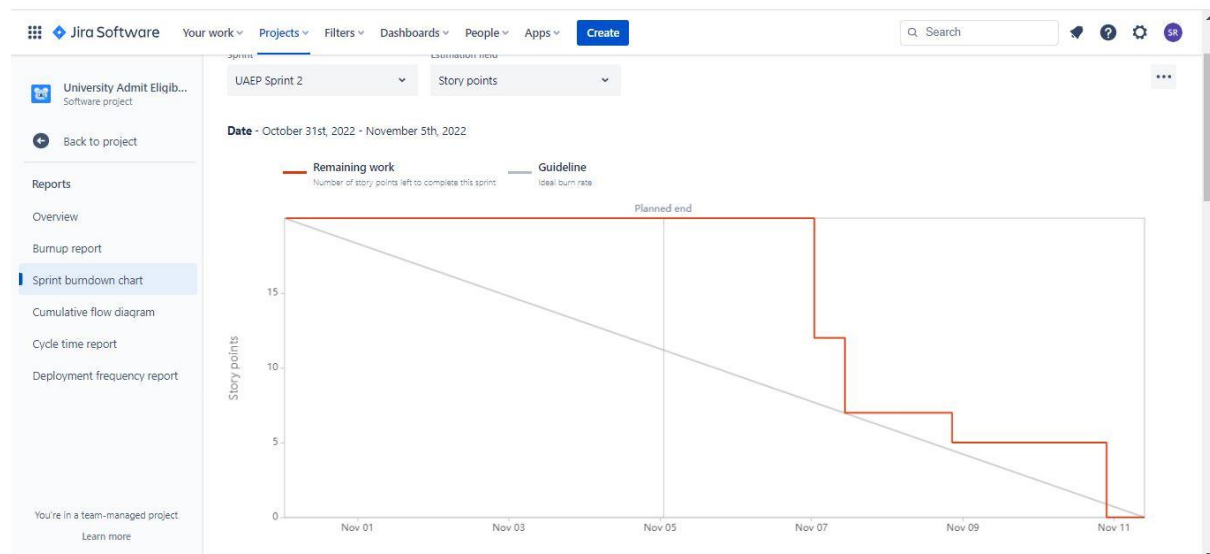 Jira Software Your work Projects Filters Dashboards People Apps Create Search SR
Sprint Estimation field
University Admit Eligib...
Software project
UAEP Sprint 2 Story points
Back to project
Date - October 31st, 2022 - November 5th, 2022
Reports
Remaining work
Number of story points left to complete this sprint
Guideline
Ideal burn rate
Overview
Burnup report
Sprint burndown chart
Cumulative flow diagram
Cycle time report
Deployment frequency report
Planned end
Story points
15
10
5
0
Nov 01 Nov 03 Nov 05 Nov 07 Nov 09 Nov 11
You're in a team-managed project
Learn more